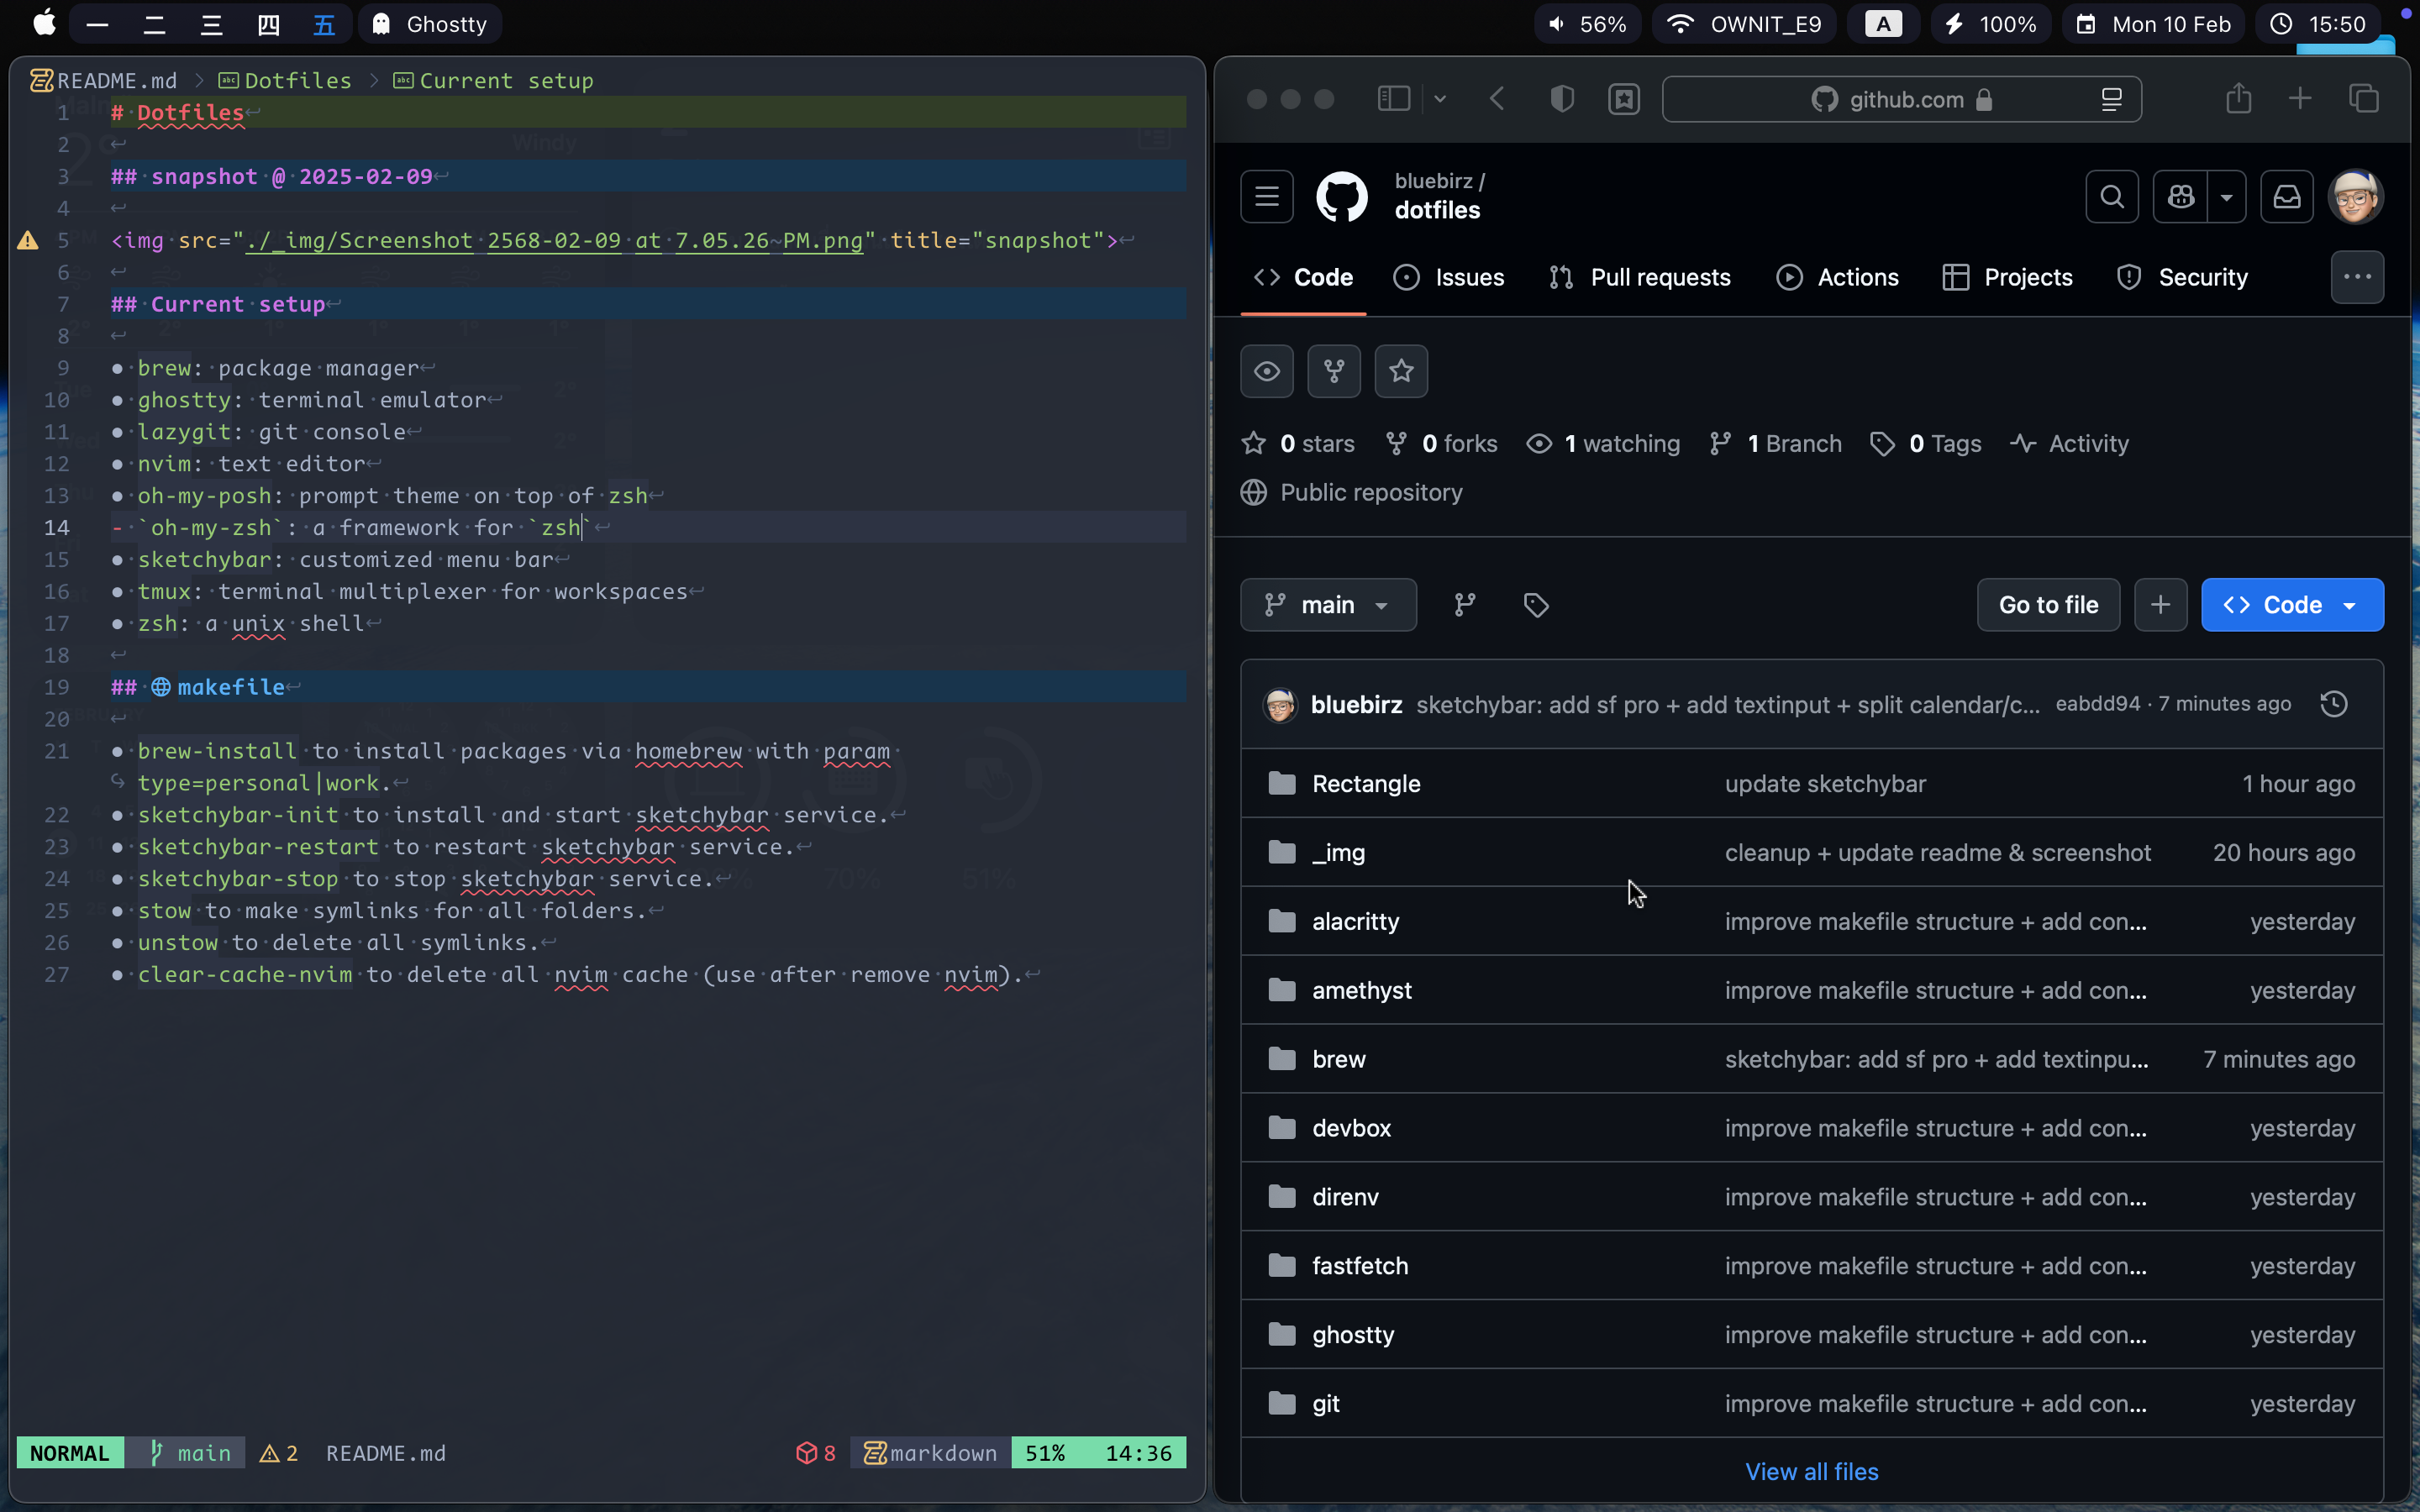 一 二 三 四 五 Ghostty 56% OWNIT_E9 A 100% Mon 10 Feb 15:50
README.md > Dotfiles > Current setup
1 # Dotfiles
2
3 ## snapshot @ 2025-02-09
4
5 <img src="./_img/Screenshot 2568-02-09 at 7.05.26~PM.png" title="snapshot">
6
7 ## Current setup
8
9 ● brew: package manager
10 ● ghostty: terminal emulator
11 ● lazygit: git console
12 ● nvim: text editor
13 ● oh-my-posh: prompt theme on top of zsh
14 - `oh-my-zsh`: a framework for `zsh`
15 ● sketchybar: customized menu bar
16 ● tmux: terminal multiplexer for workspaces
17 ● zsh: a unix shell
18
19 ## makefile
20
21 ● brew-install to install packages via homebrew with param
type=personal|work.
22 ● sketchybar-init to install and start sketchybar service.
23 ● sketchybar-restart to restart sketchybar service.
24 ● sketchybar-stop to stop sketchybar service.
25 ● stow to make symlinks for all folders.
26 ● unstow to delete all symlinks.
27 ● clear-cache-nvim to delete all nvim cache (use after remove nvim).
NORMAL main 2 README.md 8 markdown 51% 14:36
github.com
bluebirz /
dotfiles
Code Issues Pull requests Actions Projects Security
0 stars 0 forks 1 watching 1 Branch 0 Tags Activity
Public repository
main Go to file Code
bluebirz sketchybar: add sf pro + add textinput + split calendar/c... eabdd94 · 7 minutes ago
Rectangle update sketchybar 1 hour ago
_img cleanup + update readme & screenshot 20 hours ago
alacritty improve makefile structure + add con... yesterday
amethyst improve makefile structure + add con... yesterday
brew sketchybar: add sf pro + add textinpu... 7 minutes ago
devbox improve makefile structure + add con... yesterday
direnv improve makefile structure + add con... yesterday
fastfetch improve makefile structure + add con... yesterday
ghostty improve makefile structure + add con... yesterday
git improve makefile structure + add con... yesterday
View all files